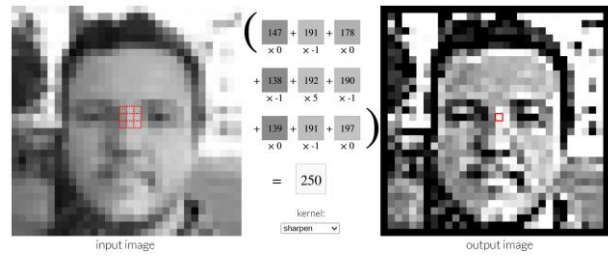 ( 147 + 191 + 178
× 0 × -1 × 0
+ 138 + 192 + 190
× -1 × 5 × -1
+ 139 + 191 + 197 )
× 0 × -1 × 0
= 250
kernel:
sharpen
input image output image